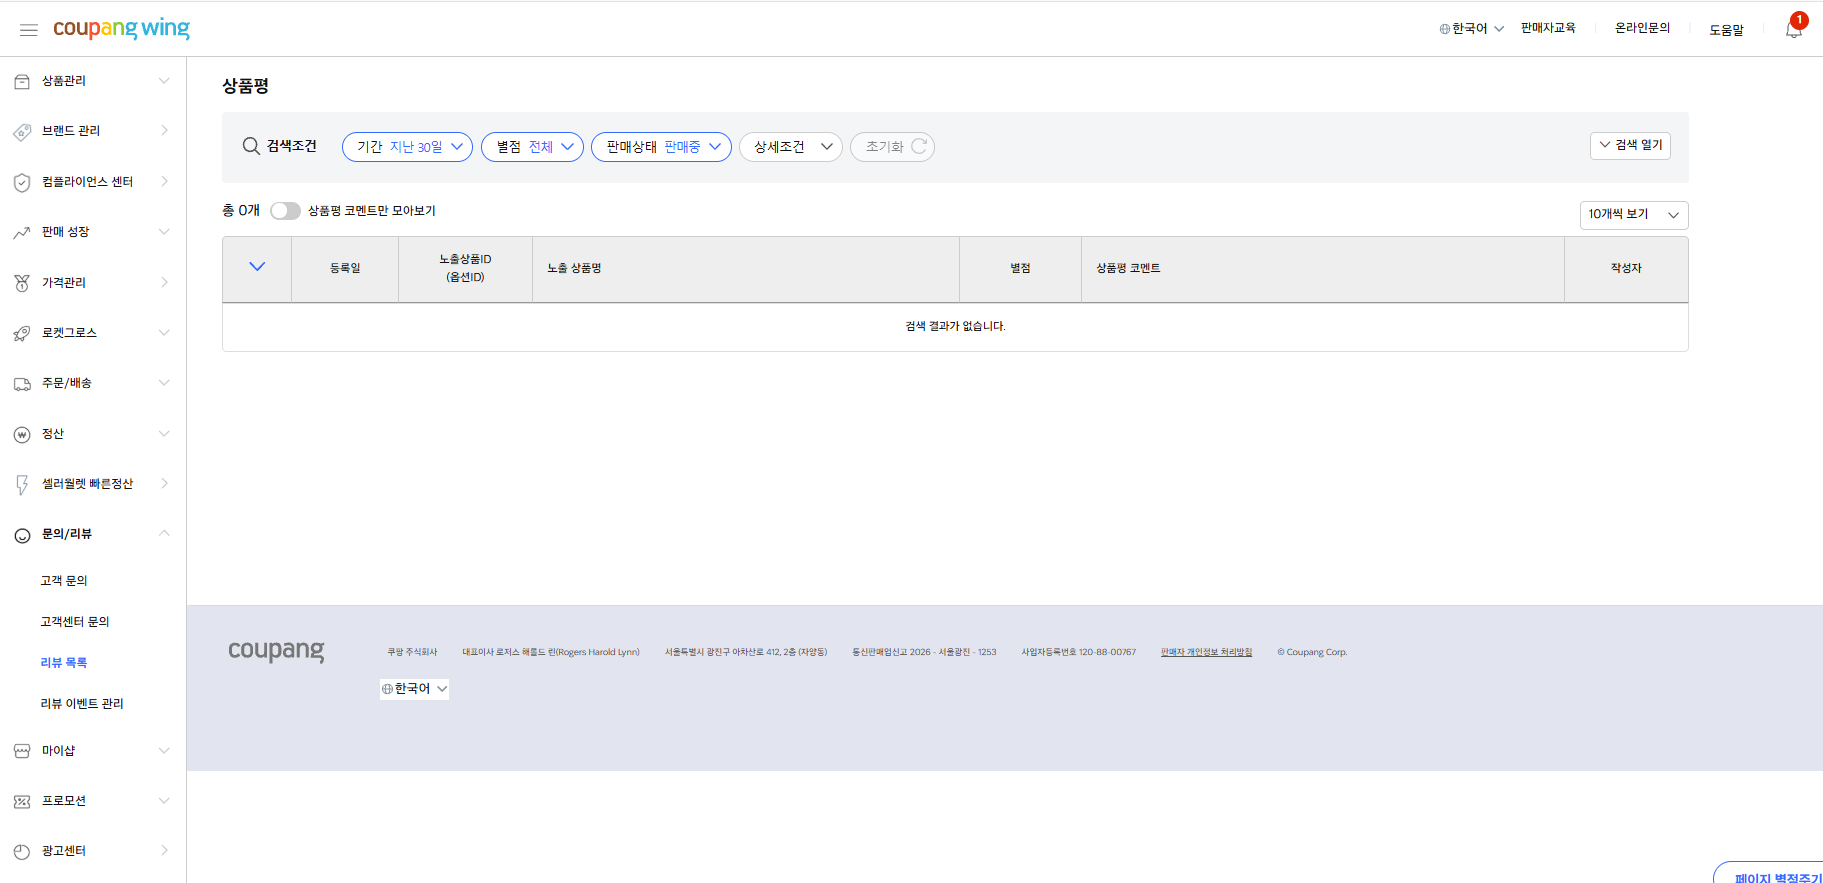 coupang wing
한국어
판매자교육
온라인문의
도움말
1
상품관리
브랜드 관리
컴플라이언스 센터
판매 성장
가격관리
로켓그로스
주문/배송
정산
셀러월렛 빠른정산
문의/리뷰
고객 문의
고객센터 문의
리뷰 목록
리뷰 이벤트 관리
마이샵
프로모션
광고센터
상품평
검색조건
기간 지난 30일
별점 전체
판매상태 판매중
상세조건
초기화
검색 열기
총 0개
상품평 코멘트만 모아보기
10개씩 보기
등록일
노출상품ID
(옵션ID)
노출 상품명
별점
상품평 코멘트
작성자
검색 결과가 없습니다.
coupang
쿠팡 주식회사
대표이사 로저스 해롤드 린(Rogers Harold Lynn)
서울특별시 광진구 아차산로 412, 2층 (자양동)
통신판매업신고 2026 - 서울광진 - 1253
사업자등록번호 120-88-00767
판매자 개인정보 처리방침
© Coupang Corp.
한국어
페이지 별점주기